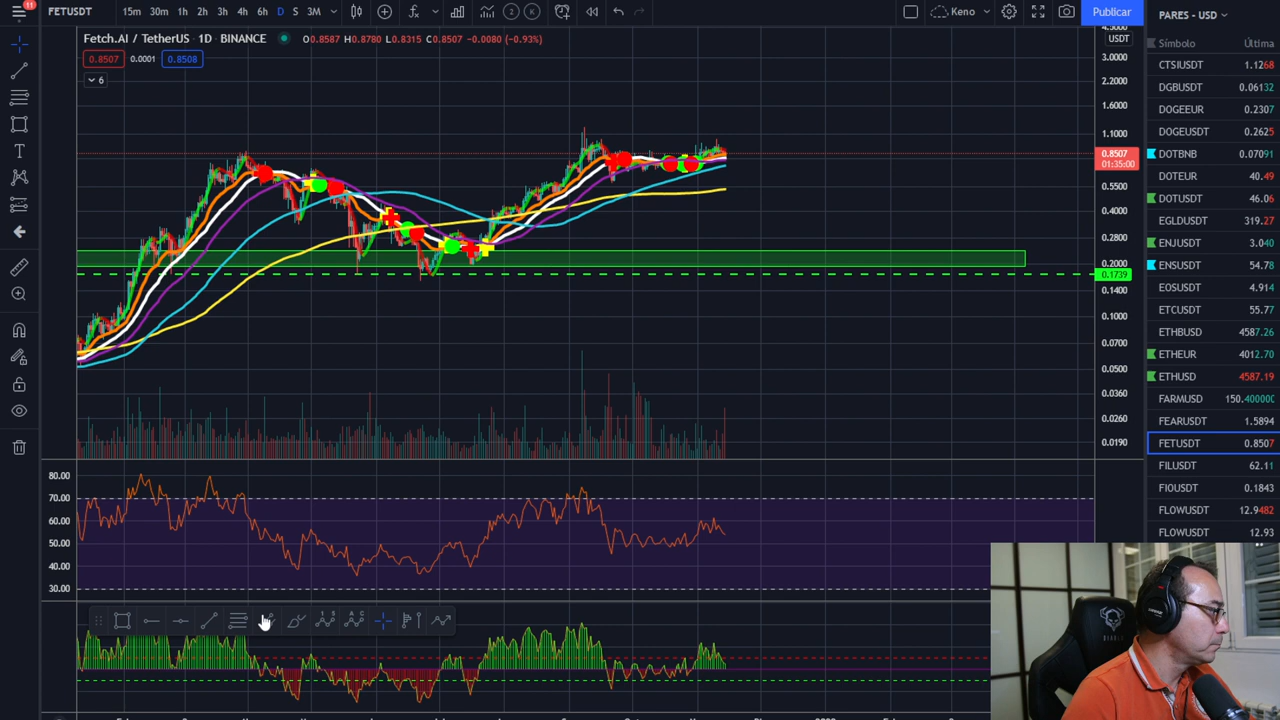 11
FETUSDT
15m 30m 1h 2h 3h 4h 6h D S 3M
2 K
Keno
Publicar
PARES - USD
Fetch.AI / TetherUS 1D BINANCE O0.8587 H0.8780 L0.8315 C0.8507 -0.0080 (-0.93%)
USDT
0.8507 0.0001 0.8508
6
Símbolo Última
CTSIUSDT 1.1268
DGBUSDT 0.06132
DOGEEUR 0.2307
DOGEUSDT 0.2625
DOTBNB 0.07091
DOTEUR 40.49
DOTUSDT 46.06
EGLDUSDT 319.27
ENJUSDT 3.040
ENSUSDT 54.78
EOSUSDT 4.914
ETCUSDT 55.77
ETHBUSD 4587.26
ETHEUR 4012.70
ETHUSD 4587.19
FARMUSD 150.400000
FEARUSDT 1.5894
FETUSDT 0.8507
FILUSDT 62.11
FIOUSDT 0.1843
FLOWUSDT 12.9482
FLOWUSDT 12.93
3.0000
2.2000
1.6000
1.1000
0.8507
01:35:00
0.5500
0.4000
0.2800
0.2000
0.1739
0.1400
0.1000
0.0700
0.0500
0.0360
0.0260
0.0190
80.00
70.00
60.00
50.00
40.00
30.00
DIABLO